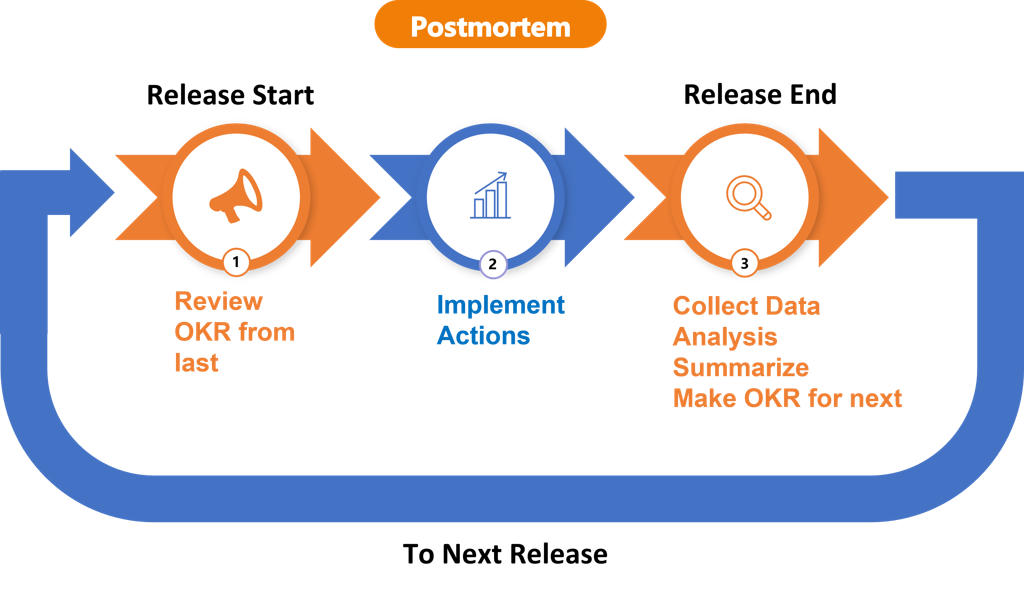 Postmortem
Release Start
Release End
1
2
3
Review
OKR from
last
Implement
Actions
Collect Data
Analysis
Summarize
Make OKR for next
To Next Release